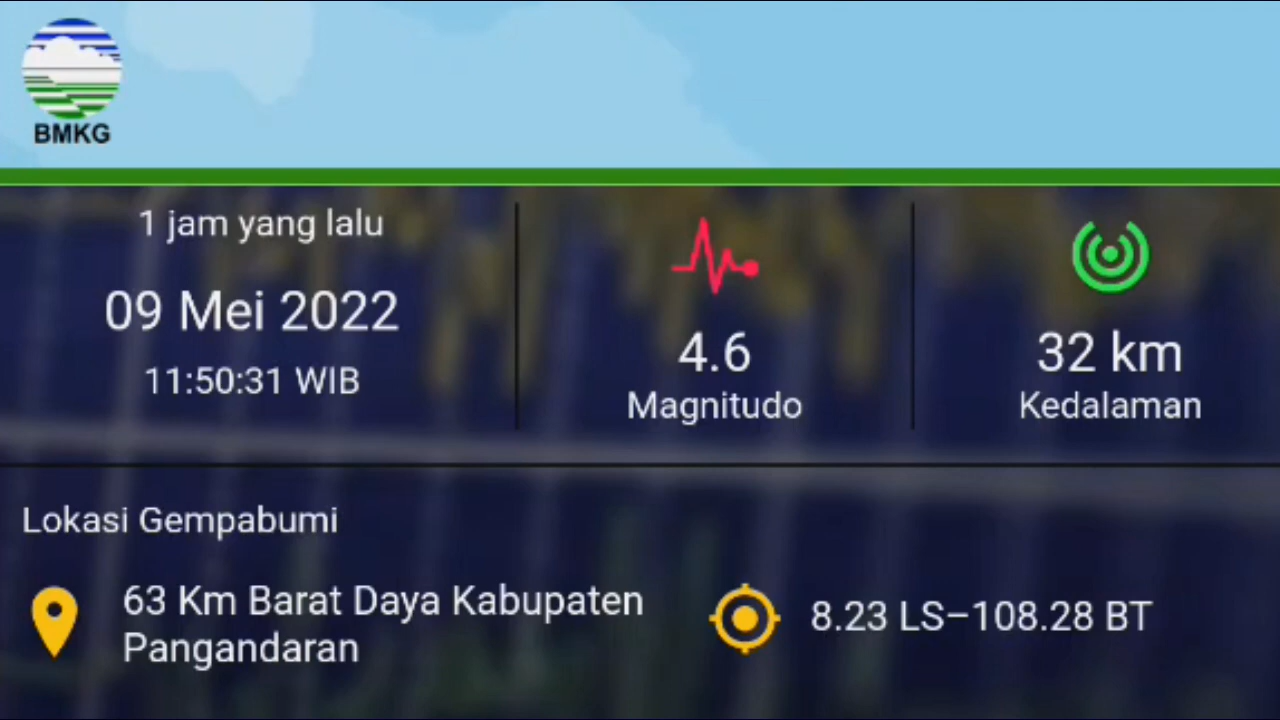 BMKG
1 jam yang lalu
09 Mei 2022
11:50:31 WIB
4.6
Magnitudo
32 km
Kedalaman
Lokasi Gempabumi
63 Km Barat Daya Kabupaten
Pangandaran
8.23 LS–108.28 BT